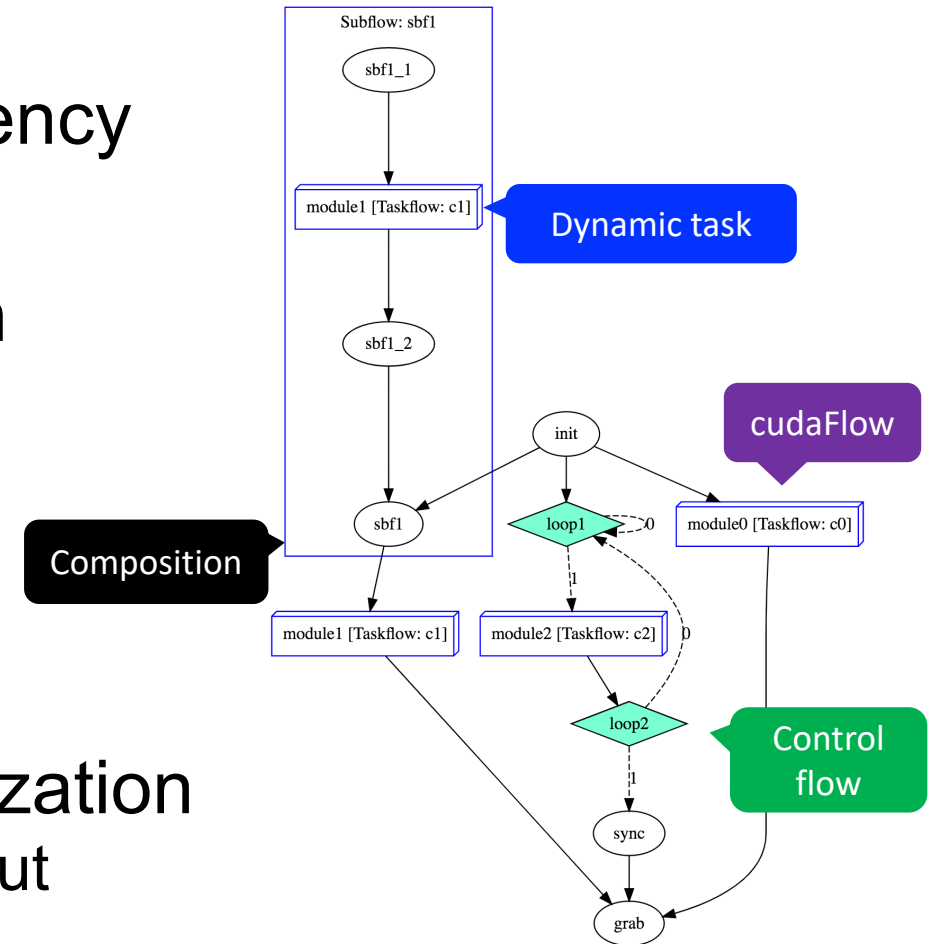 Subflow: sbf1
sbf1_1
ency
module1 [Taskflow: c1]
Dynamic task
n
sbf1_2
cudaFlow
init
sbf1
loop1
0
module0 [Taskflow: c0]
Composition
1
module1 [Taskflow: c1]
module2 [Taskflow: c2]
0
loop2
Control
flow
1
zation
sync
ut
grab